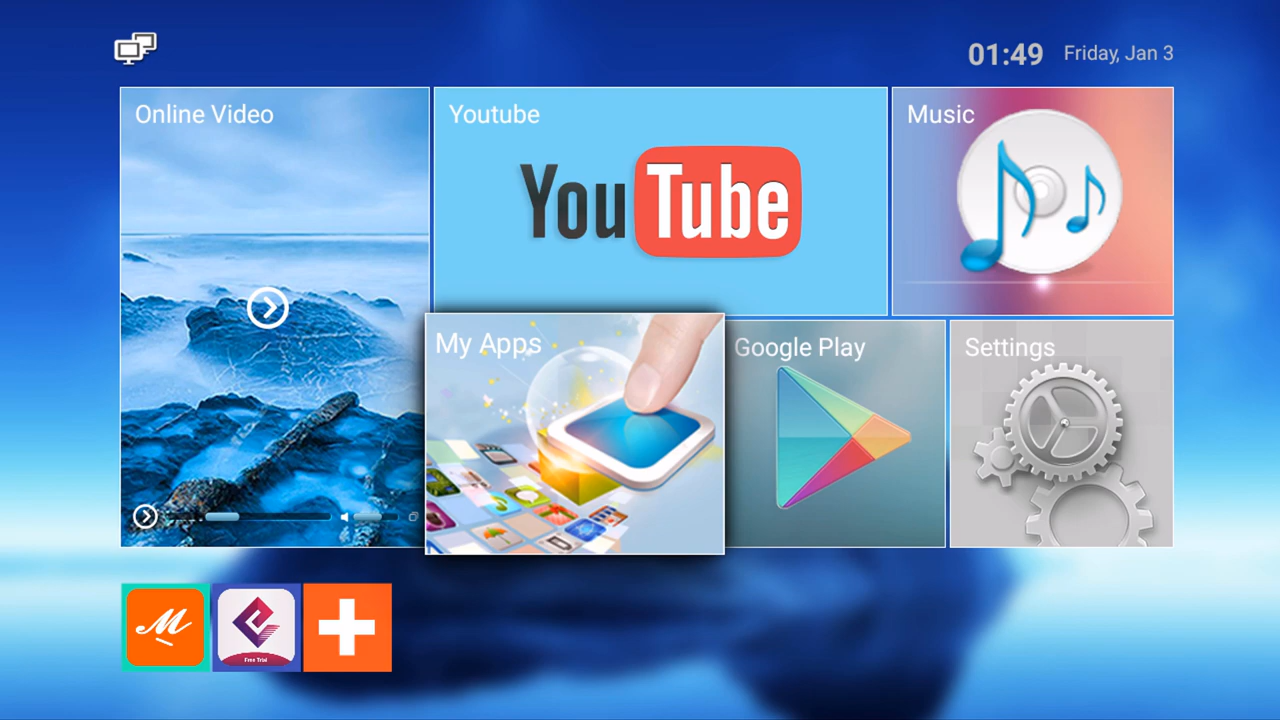 01:49 Friday, Jan 3
Online Video
Youtube
Music
YouTube
My Apps
Google Play
Settings
M
Free Trial